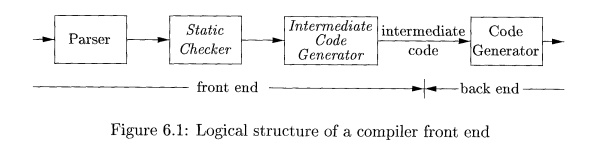 Parser
Static
Checker
Intermediate
Code
Generator
intermediate
code
Code
Generator
front end
back end
Figure 6.1: Logical structure of a compiler front end